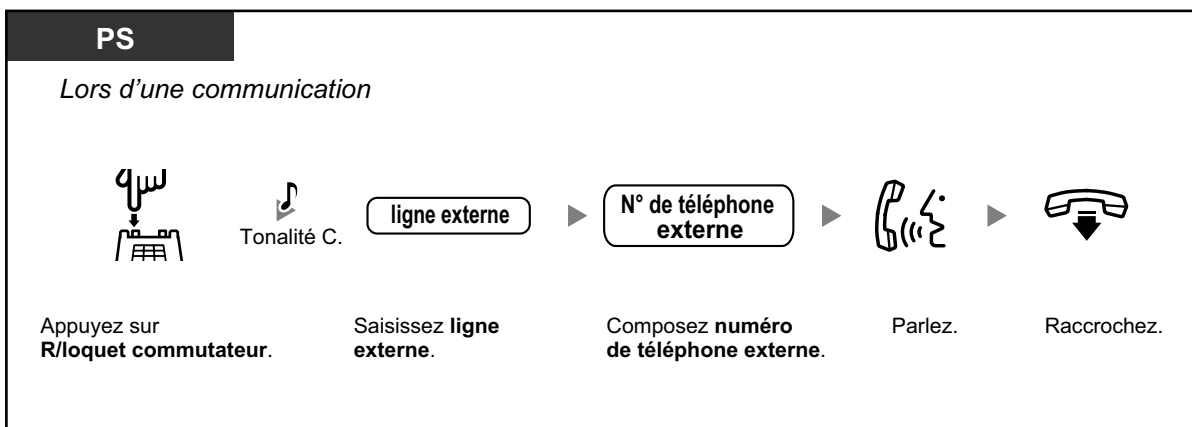 PS
Lors d'une communication
Tonalité C.
ligne externe
N° de téléphone
externe
Appuyez sur
R/loquet commutateur.
Saisissez ligne
externe.
Composez numéro
de téléphone externe.
Parlez.
Raccrochez.